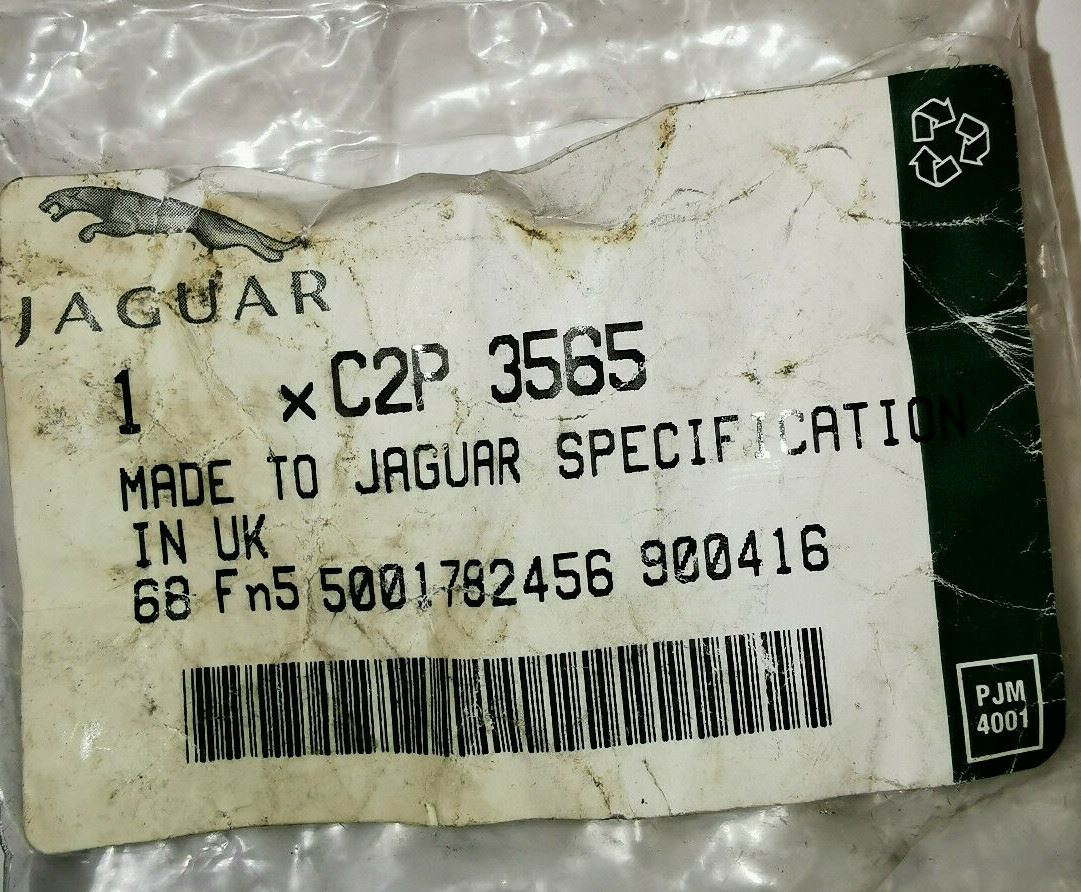 JAGUAR
1 x C2P 3565
MADE TO JAGUAR SPECIFICATION
IN UK
68 Fn5 5001782456 900416
PJM
4001